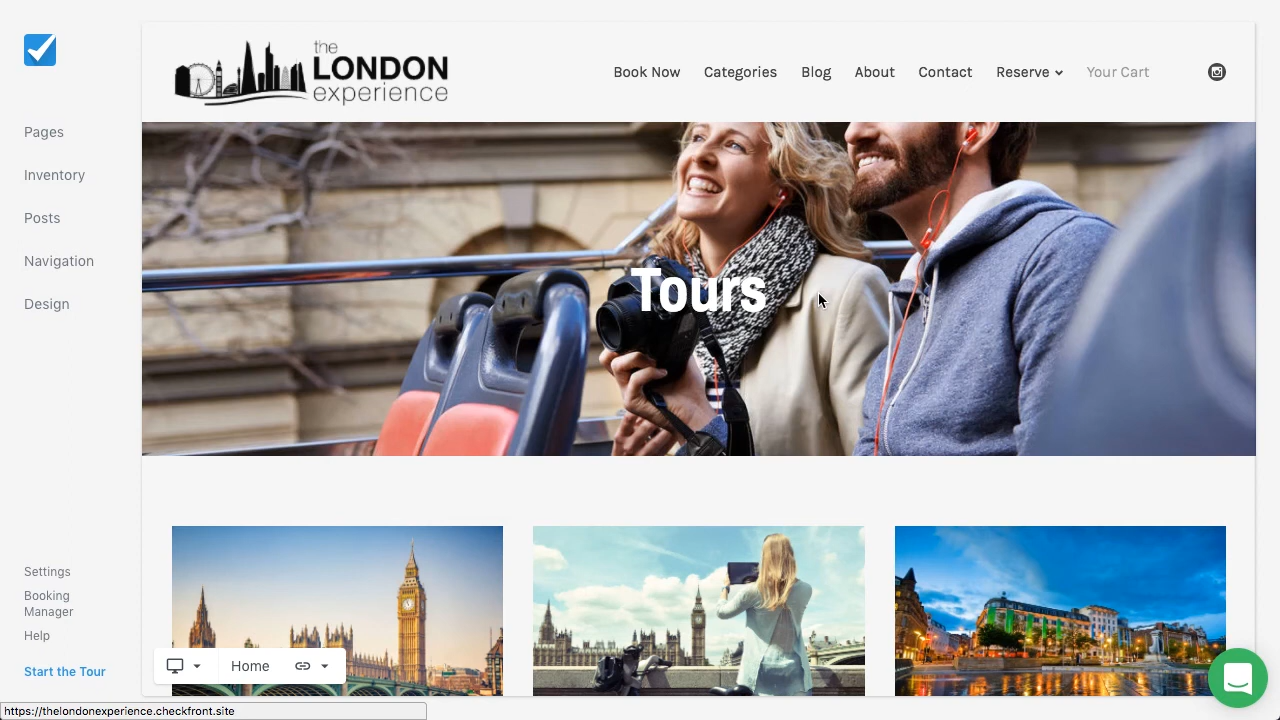 the
LONDON
experience
Book Now
Categories
Blog
About
Contact
Reserve
Your Cart
Pages
Inventory
Posts
Navigation
Design
Tours
Settings
Booking
Manager
Help
Start the Tour
Home
https://thelondonexperience.checkfront.site